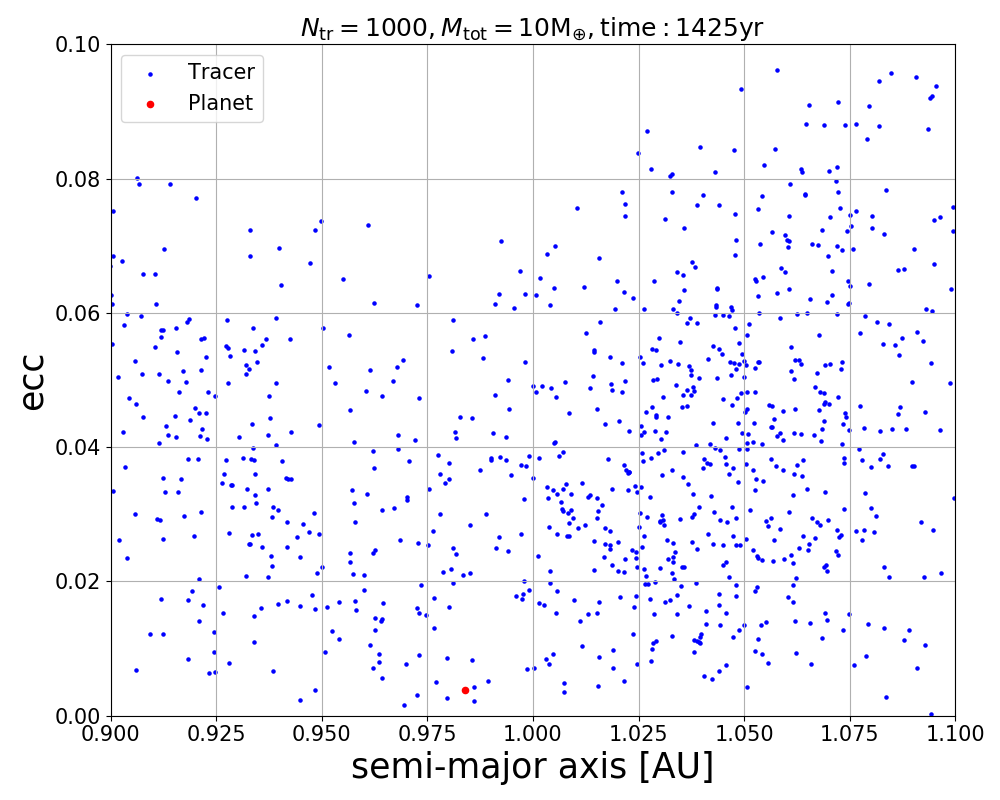 N_tr = 1000, M_tot = 10M_⊕, time : 1425yr
Tracer
Planet
0.10
0.08
0.06
0.04
0.02
0.00
ecc
0.900 0.925 0.950 0.975 1.000 1.025 1.050 1.075 1.100
semi-major axis [AU]